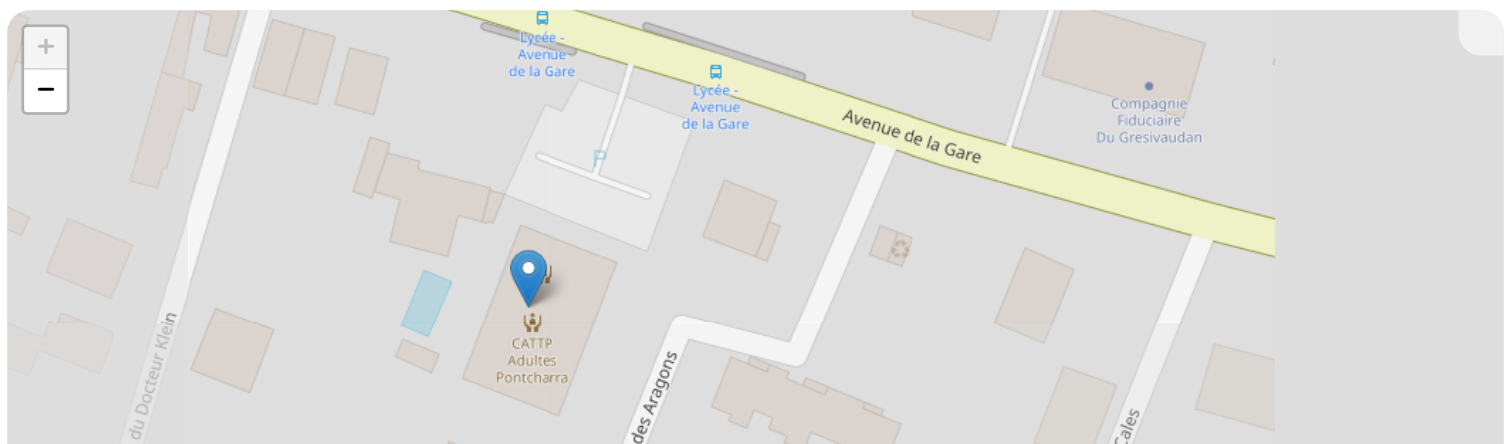 +
−
Lycée -
Avenue
de la Gare
Lycée -
Avenue
de la Gare
Avenue de la Gare
Compagnie
Fiduciaire
Du Gresivaudan
P
CATTP
Adultes
Pontcharra
du Docteur Klein
des Aragons
Cales